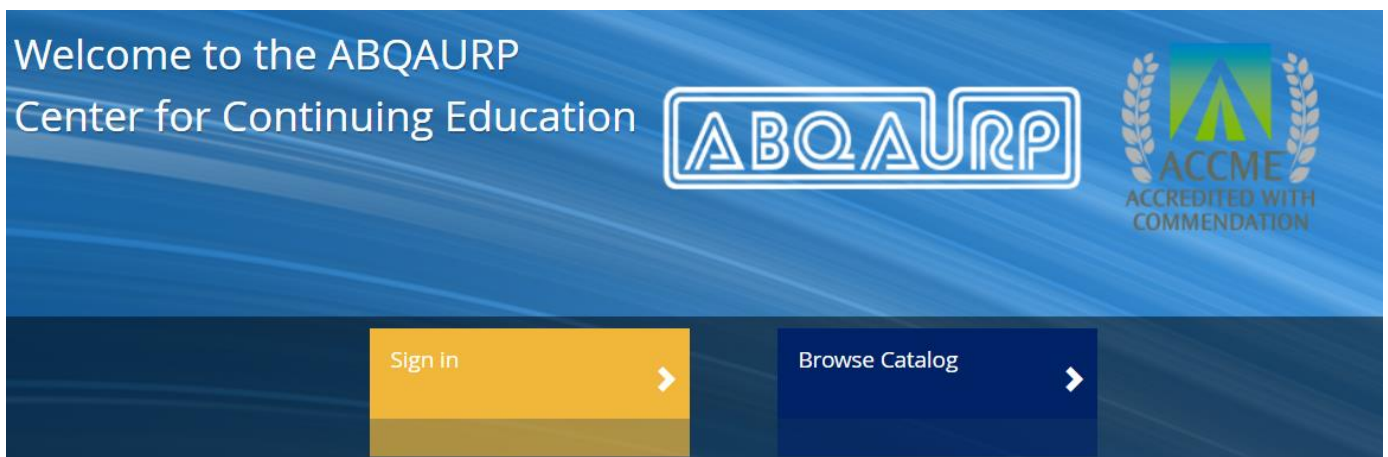 Welcome to the ABQAURP
Center for Continuing Education
ABQAURP
ACCME
ACCREDITED WITH
COMMENDATION
Sign in
Browse Catalog